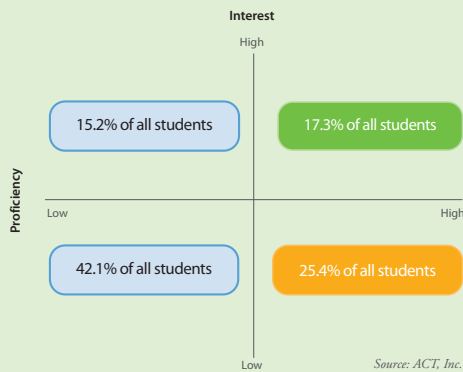 Interest
High
15.2% of all students
17.3% of all students
Proficiency
Low
High
42.1% of all students
25.4% of all students
Low
Source: ACT, Inc.